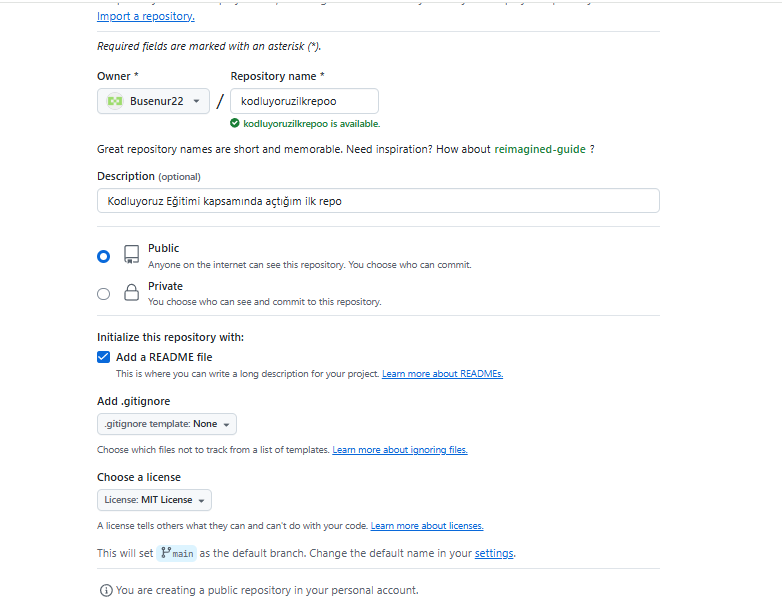 Import a repository.
Required fields are marked with an asterisk (*).
Owner * Repository name *
Busenur22 / kodluyoruzilkrepoo
kodluyoruzilkrepoo is available.
Great repository names are short and memorable. Need inspiration? How about reimagined-guide ?
Description (optional)
Kodluyoruz Eğitimi kapsamında açtığım ilk repo
Public
Anyone on the internet can see this repository. You choose who can commit.
Private
You choose who can see and commit to this repository.
Initialize this repository with:
Add a README file
This is where you can write a long description for your project. Learn more about READMEs.
Add .gitignore
.gitignore template: None
Choose which files not to track from a list of templates. Learn more about ignoring files.
Choose a license
License: MIT License
A license tells others what they can and can't do with your code. Learn more about licenses.
This will set main as the default branch. Change the default name in your settings.
You are creating a public repository in your personal account.